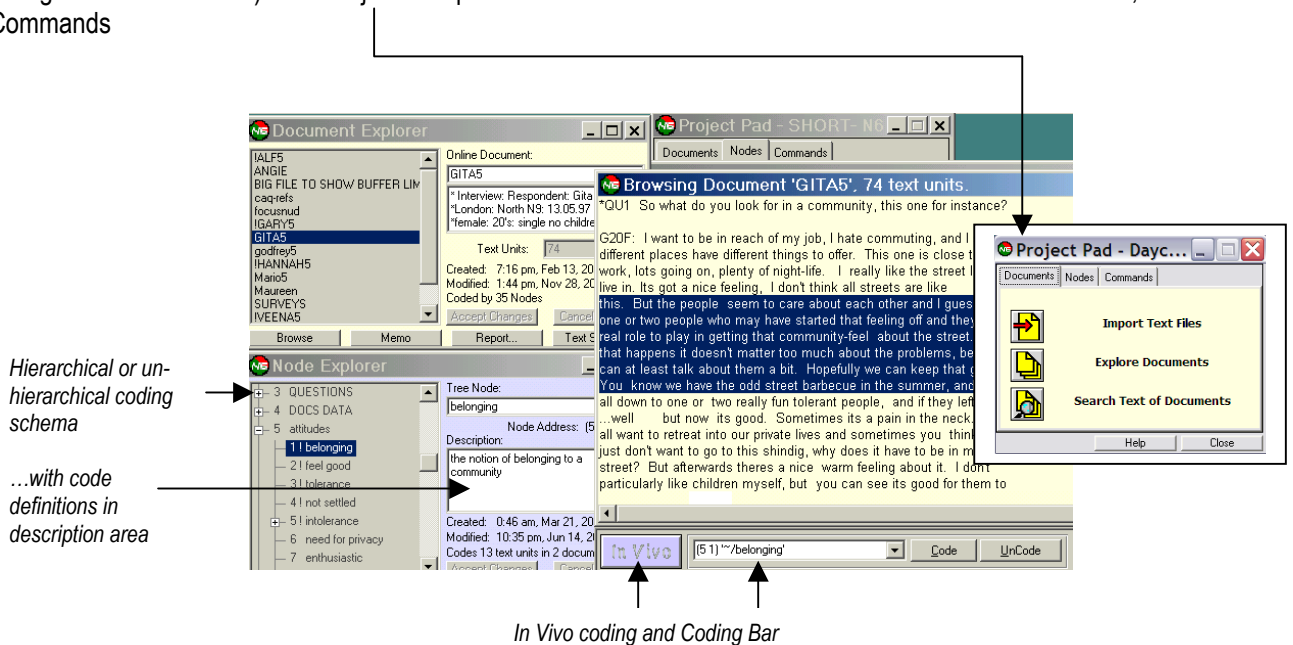 Commands
Document Explorer
!ALF5
ANGIE
BIG FILE TO SHOW BUFFER LIM
caq-refs
focusnud
!GARY5
GITA5
godfrey5
!HANNAH5
Mario5
Maureen
SURVEYS
!VEENA5
Online Document:
GITA5
* Interview: Respondent: Gita
*London: North N9: 13.05.97
*female: 20's: single no childre
Text Units: 74
Created: 7:16 pm, Feb 13, 20
Modified: 1:44 pm, Nov 28, 20
Coded by 35 Nodes
Accept Changes Cancel
Browse Memo Report... Text S
Project Pad - SHORT- N6
Documents Nodes Commands
Browsing Document 'GITA5', 74 text units.
*QU1 So what do you look for in a community, this one for instance?
G20F: I want to be in reach of my job, I hate commuting, and I
different places have different things to offer. This one is close t
work, lots going on, plenty of night-life. I really like the street I
live in. Its got a nice feeling, I don't think all streets are like
this. But the people seem to care about each other and I gues
one or two people who may have started that feeling off and they
real role to play in getting that community-feel about the street.
that happens it doesn't matter too much about the problems, be
can at least talk about them a bit. Hopefully we can keep that g
You know we have the odd street barbecue in the summer, and
all down to one or two really fun tolerant people, and if they left
...well but now its good. Sometimes its a pain in the neck.
all want to retreat into our private lives and sometimes you think
just don't want to go to this shindig, why does it have to be in m
street? But afterwards theres a nice warm feeling about it. I don't
particularly like children myself, but you can see its good for them to
Project Pad - Dayc...
Documents Nodes Commands
Import Text Files
Explore Documents
Search Text of Documents
Help Close
Hierarchical or un-
hierarchical coding
schema
…with code
definitions in
description area
Node Explorer
3 QUESTIONS
4 DOCS DATA
5 attitudes
1 ! belonging
2 ! feel good
3 ! tolerance
4 ! not settled
5 ! intolerance
6 need for privacy
7 enthusiastic
Tree Node:
belonging
Node Address: (5
Description:
the notion of belonging to a
community
Created: 0:46 am, Mar 21, 20
Modified: 10:35 pm, Jun 14, 20
Codes 13 text units in 2 docum
Accept Changes Cancel
In Vivo
(5 1) '~/belonging'
Code UnCode
In Vivo coding and Coding Bar